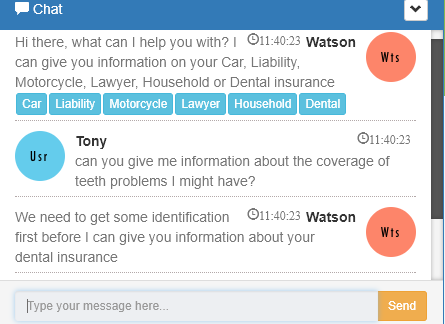 Chat
Hi there, what can I help you with? I 11:40:23 Watson
can give you information on your Car, Liability,
Motorcycle, Lawyer, Household or Dental insurance
Car Liability Motorcycle Lawyer Household Dental
Wts
Tony 11:40:23
Usr
can you give me information about the coverage of
teeth problems I might have?
We need to get some identification 11:40:23 Watson
first before I can give you information about your
dental insurance
Wts
Type your message here... Send